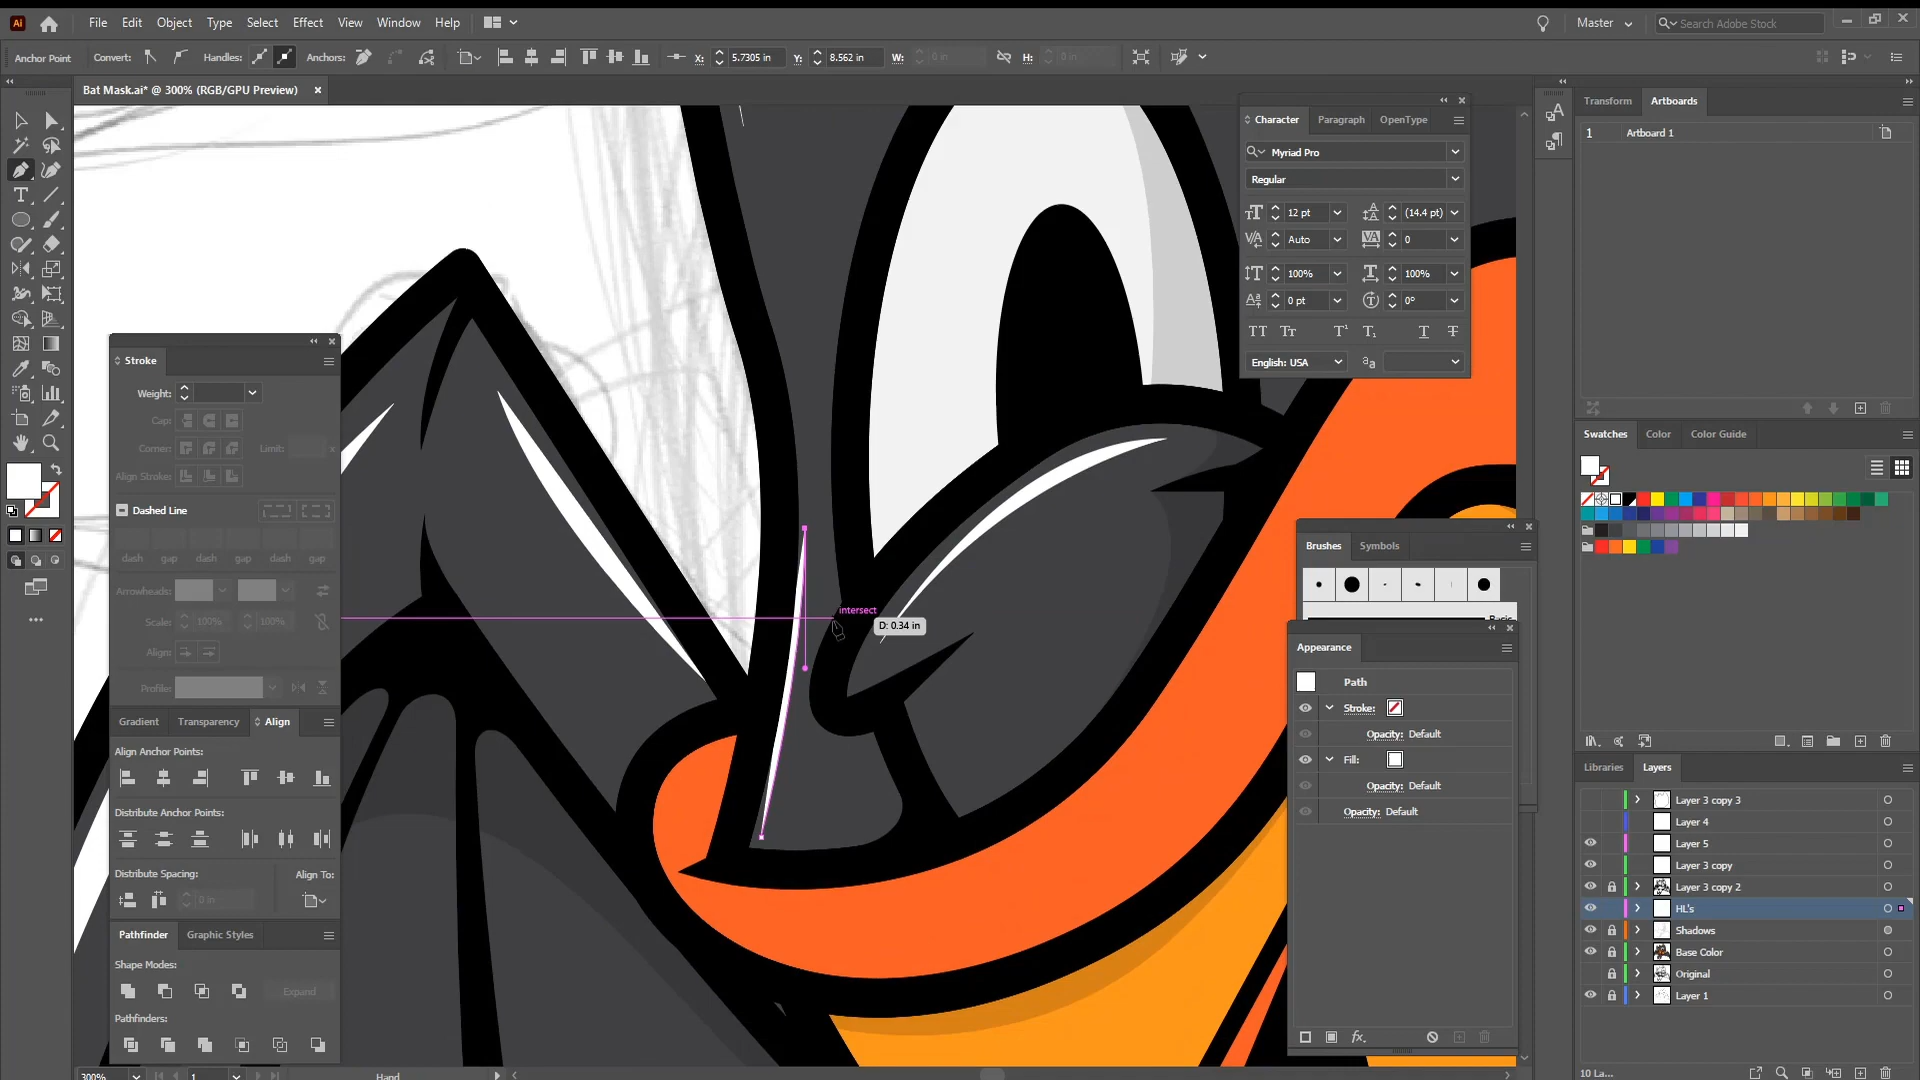 Ai File Edit Object Type Select Effect View Window Help Master Search Adobe Stock
Anchor Point Convert: Handles: Anchors: X: 5.7305 in Y: 8.562 in W: 0 in H: 0 in
Bat Mask.ai* @ 300% (RGB/GPU Preview) ×
Character Paragraph OpenType
Myriad Pro
Regular
12 pt (14.4 pt)
Auto 0
100% 100%
0 pt 0°
English: USA
Stroke
Weight:
Cap:
Corner: Limit: x
Align Stroke:
Dashed Line
dash gap dash gap dash gap
Arrowheads:
Scale: 100% 100%
Align:
Profile:
Gradient Transparency Align
Align Anchor Points:
Distribute Anchor Points:
Distribute Spacing: Align To:
0 in
Pathfinder Graphic Styles
Shape Modes:
Expand
Pathfinders:
intersect
D: 0.34 in
Brushes Symbols
Basic
Appearance
Path
Stroke:
Opacity: Default
Fill:
Opacity: Default
Opacity: Default
Transform Artboards
1 Artboard 1
Swatches Color Color Guide
Libraries Layers
Layer 3 copy 3
Layer 4
Layer 5
Layer 3 copy
Layer 3 copy 2
HL's
Shadows
Base Color
Original
Layer 1
10 La...
300% 1 Hand